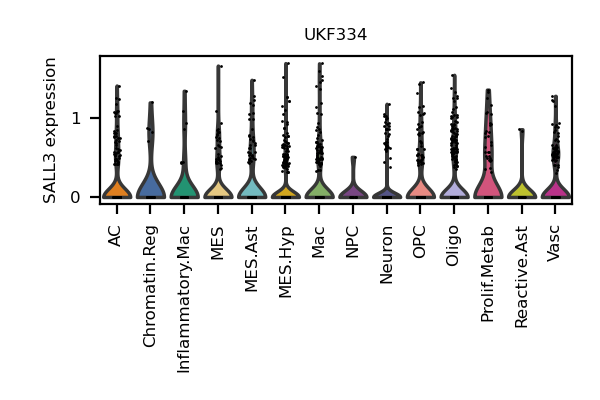 UKF334
SALL3 expression
1
0
AC
Chromatin.Reg
Inflammatory.Mac
MES
MES.Ast
MES.Hyp
Mac
NPC
Neuron
OPC
Oligo
Prolif.Metab
Reactive.Ast
Vasc